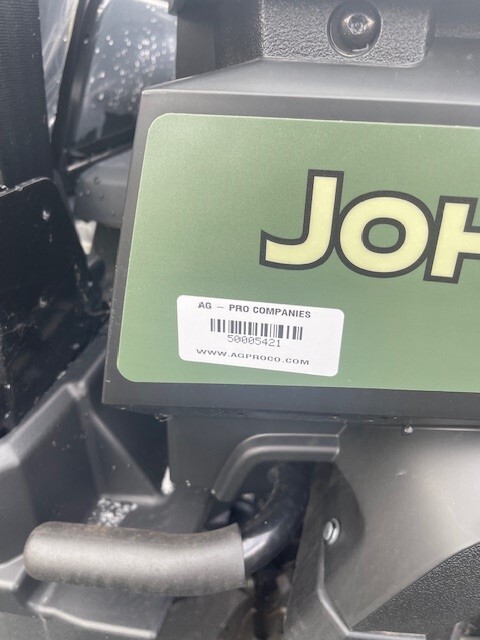 JOH
AG - PRO COMPANIES
50005421
WWW.AGPROCO.COM